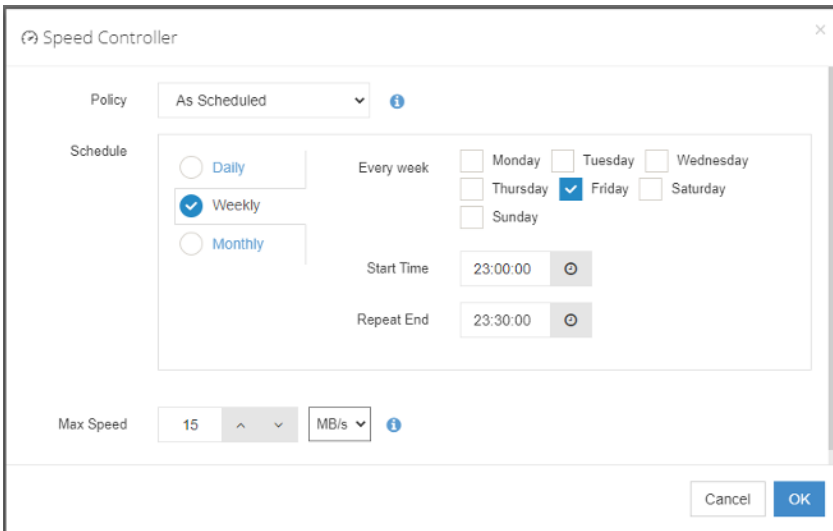 Speed Controller
Policy As Scheduled
Schedule
Daily
Weekly
Monthly
Every week
Monday Tuesday Wednesday
Thursday Friday Saturday
Sunday
Start Time 23:00:00
Repeat End 23:30:00
Max Speed 15 MB/s
Cancel OK